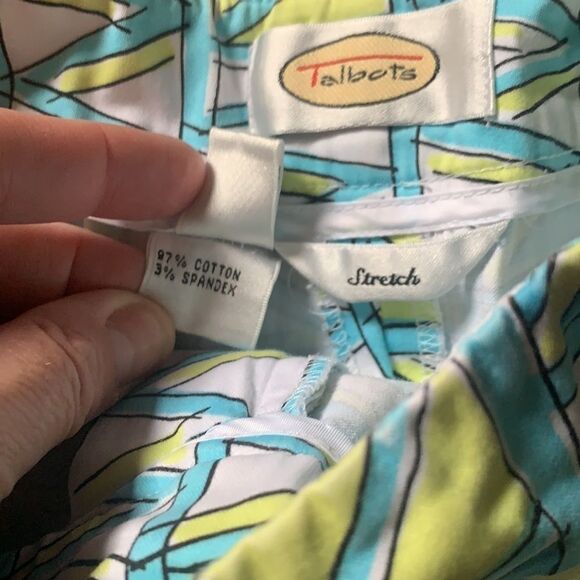 Talbots
97% COTTON
3% SPANDEX
Stretch